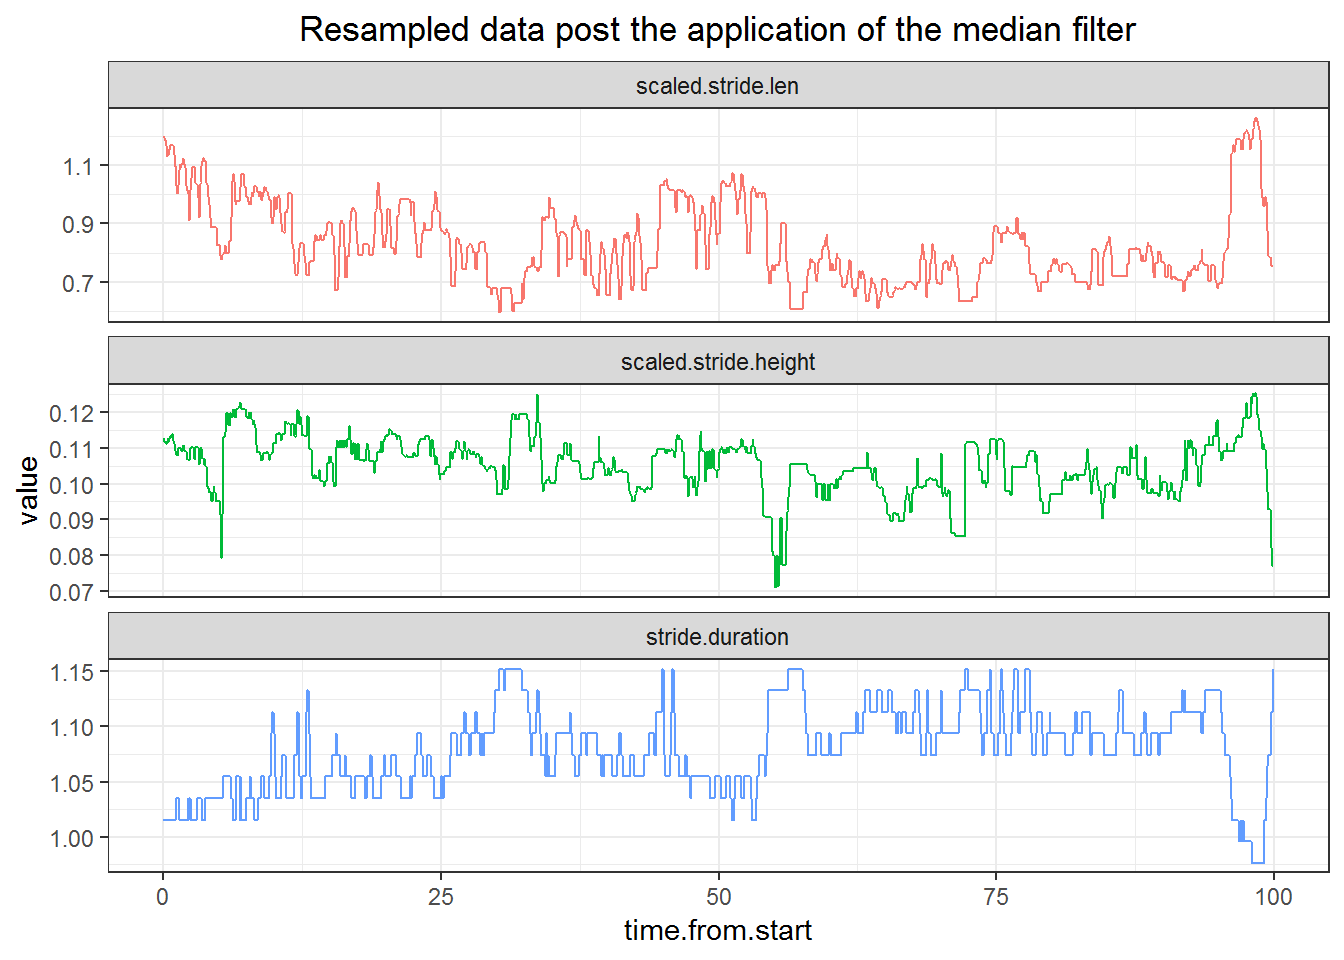 Resampled data post the application of the median filter
scaled.stride.len
1.1
0.9
0.7
scaled.stride.height
0.12
0.11
0.10
0.09
0.08
0.07
value
stride.duration
1.15
1.10
1.05
1.00
0 25 50 75 100
time.from.start